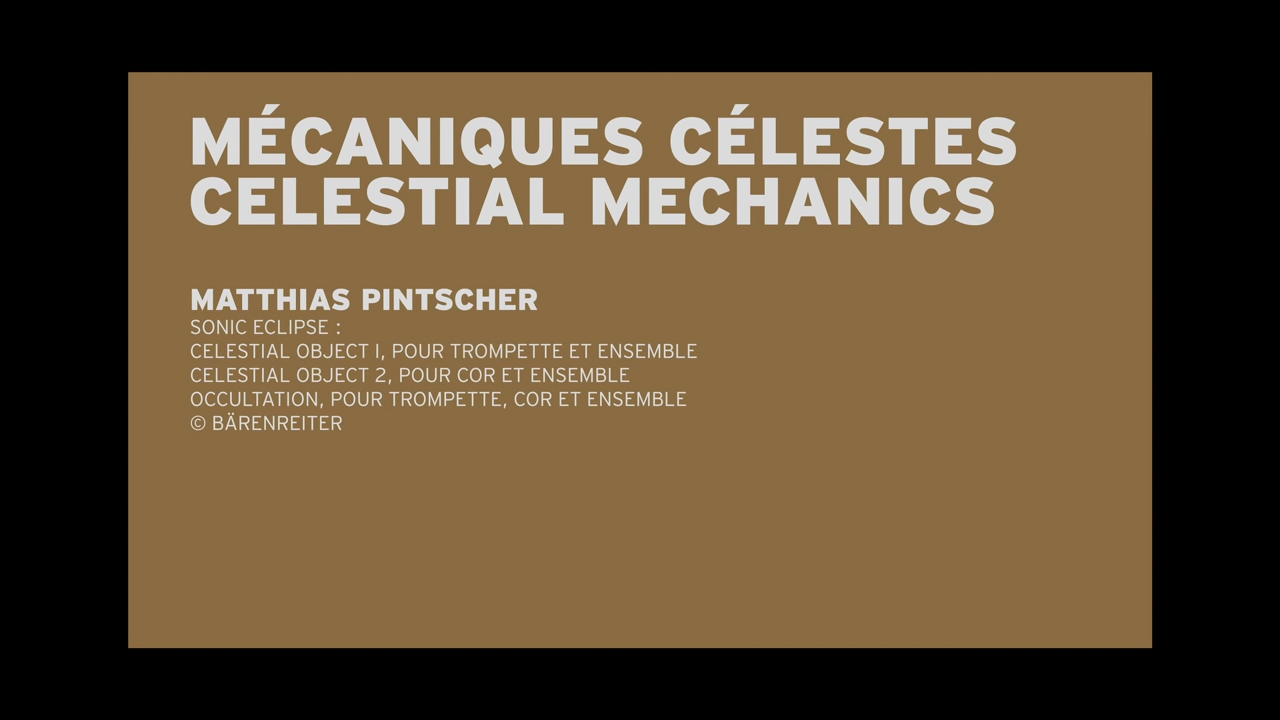 MÉCANIQUES CÉLESTES
CELESTIAL MECHANICS
MATTHIAS PINTSCHER
SONIC ECLIPSE :
CELESTIAL OBJECT I, POUR TROMPETTE ET ENSEMBLE
CELESTIAL OBJECT 2, POUR COR ET ENSEMBLE
OCCULTATION, POUR TROMPETTE, COR ET ENSEMBLE
© BÄRENREITER